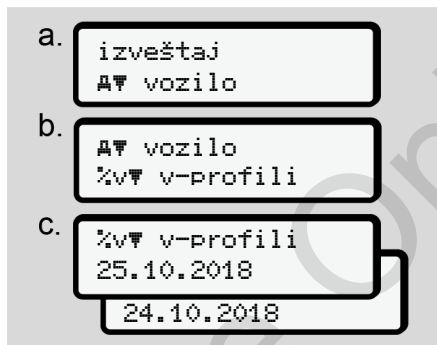 a.
izveštaj
A▼ vozilo
b.
A▼ vozilo
%v▼ v-profili
c.
%v▼ v-profili
25.10.2018
24.10.2018